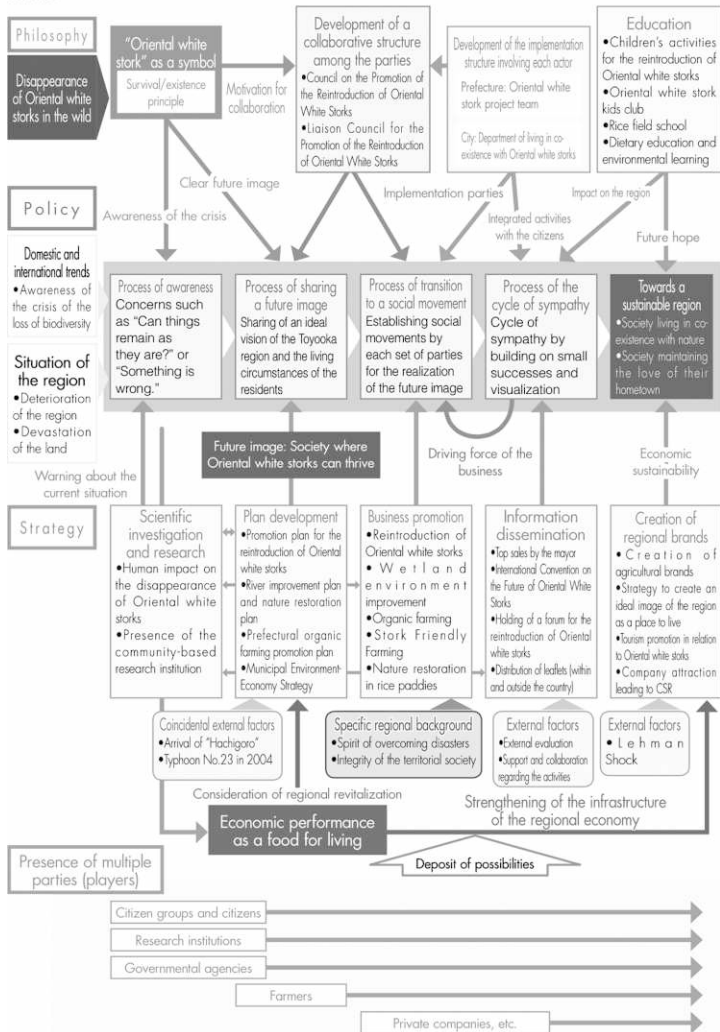 Philosophy
Disappearance
of Oriental white
storks in the wild
"Oriental white
stork" as a symbol
Survival/existence
principle
Motivation for
collaboration
Development of a
collaborative structure
among the parties
•Council on the Promotion of
the Reintroduction of Oriental
White Storks
•Liaison Council for the
Promotion of the Reintroduction
of Oriental White Storks
Development of the implementation
structure involving each actor
Prefecture: Oriental white
stork project team
City: Department of living in co-
existence with Oriental white storks
Education
•Children's activities
for the reintroduction of
Oriental white storks
•Oriental white stork
kids club
•Rice field school
•Dietary education and
environmental learning
Clear future image
Awareness of the crisis
Implementation parties
Integrated activities
with the citizens
Impact on the region
Future hope
Policy
Domestic and
international trends
•Awareness of
the crisis of the
loss of biodiversity
Situation of
the region
•Deterioration
of the region
•Devastation
of the land
Process of awareness
Concerns such
as "Can things
remain as
they are?" or
"Something is
wrong."
Process of sharing
a future image
Sharing of an ideal
vision of the Toyooka
region and the living
circumstances of the
residents
Process of transition
to a social movement
Establishing social
movements by
each set of parties
for the realization
of the future image
Process of the
cycle of sympathy
Cycle of
sympathy by
building on small
successes and
visualization
Towards a
sustainable region
•Society living in co-
existence with nature
•Society maintaining
the love of their
hometown
Future image: Society where
Oriental white storks can thrive
Driving force of the
business
Economic
sustainability
Warning about the
current situation
Strategy
Scientific
investigation
and research
•Human impact on
the disappearance
of Oriental white
storks
•Presence of the
community-based
research institution
Plan development
•Promotion plan for the
reintroduction of Oriental
white storks
•River improvement plan
and nature restoration
plan
•Prefectural organic
farming promotion plan
•Municipal Environment-
Economy Strategy
Business promotion
•Reintroduction of
Oriental white storks
•Wetland
environment
improvement
•Organic farming
•Stork Friendly
Farming
•Nature restoration
in rice paddies
Information
dissemination
•Top sales by the mayor
•International Convention on
the Future of Oriental White
Storks
•Holding of a forum for the
reintroduction of Oriental
white storks
•Distribution of leaflets (within
and outside the country)
Creation of
regional brands
•Creation of
agricultural brands
•Strategy to create an
ideal image of the region
as a place to live
•Tourism promotion in relation
to Oriental white storks
•Company attraction
leading to CSR
Coincidental external factors
•Arrival of "Hachigoro"
•Typhoon No.23 in 2004
Specific regional background
•Spirit of overcoming disasters
•Integrity of the territorial society
External factors
•External evaluation
•Support and collaboration
regarding the activities
External factors
•Lehman
Shock
Consideration of regional revitalization
Economic performance
as a food for living
Strengthening of the infrastructure
of the regional economy
Deposit of possibilities
Presence of multiple
parties (players)
Citizen groups and citizens
Research institutions
Governmental agencies
Farmers
Private companies, etc.